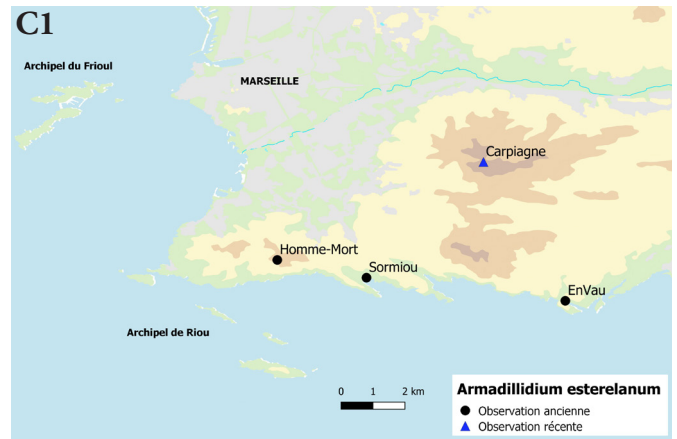 C1
Archipel du Frioul
MARSEILLE
Carpiagne
Homme-Mort
Sormiou
EnVau
Archipel de Riou
0 1 2 km
Armadillidium esterelanum
Observation ancienne
Observation récente